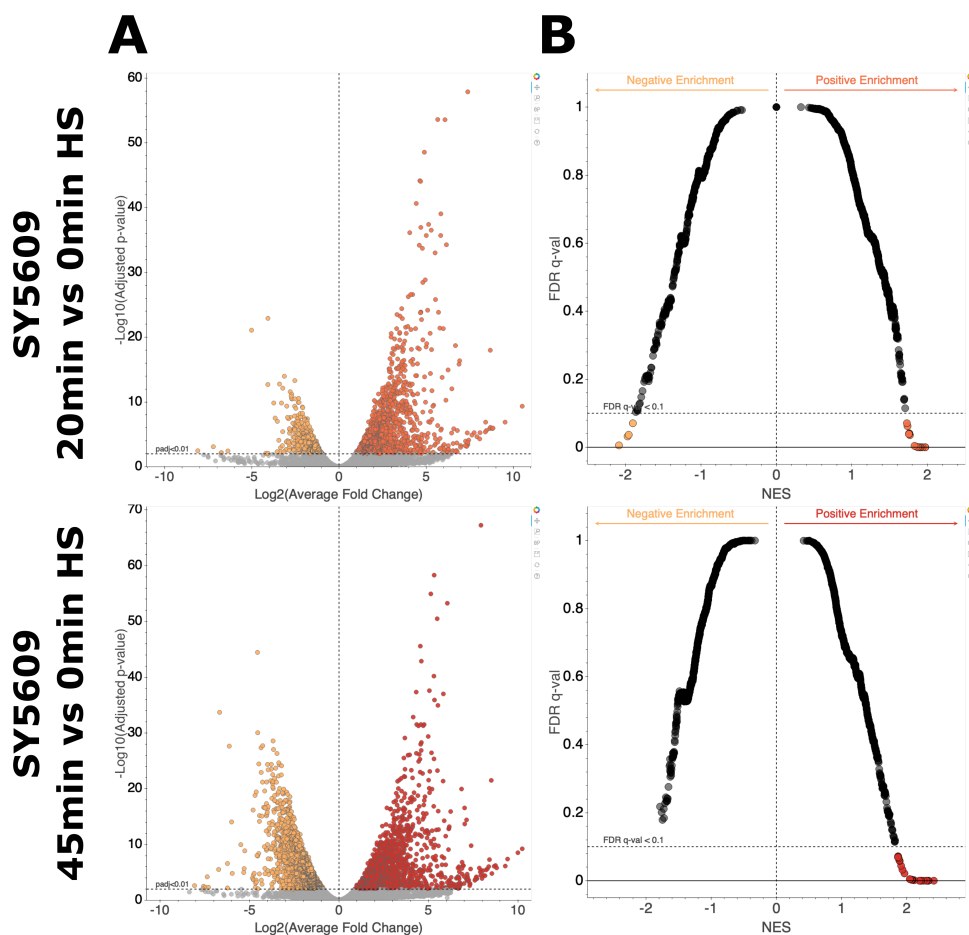 A
B
SY5609
20min vs 0min HS
60
50
40
30
20
10
0
-Log10(Adjusted p-value)
padj<0.01
-10
-5
0
5
10
Log2(Average Fold Change)
Negative Enrichment
Positive Enrichment
1
0.8
0.6
0.4
0.2
0
FDR q-val
FDR q-val < 0.1
-2
-1
0
1
2
NES
SY5609
45min vs 0min HS
70
60
50
40
30
20
10
0
-Log10(Adjusted p-value)
padj<0.01
-10
-5
0
5
10
Log2(Average Fold Change)
Negative Enrichment
Positive Enrichment
1
0.8
0.6
0.4
0.2
0
FDR q-val
FDR q-val < 0.1
-2
-1
0
1
2
NES